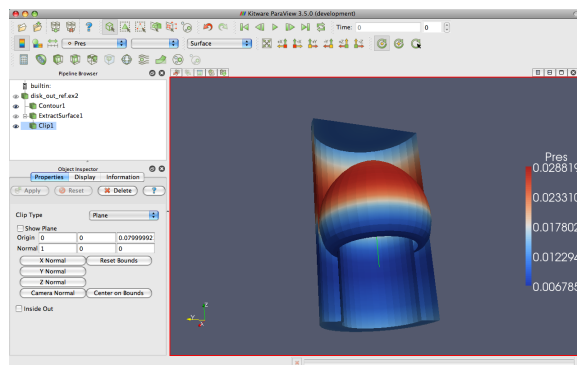 Kitware ParaView 3.5.0 (development)
Time: 0 0
Pres Surface
Pipeline Browser
builtin:
disk_out_ref.ex2
Contour1
ExtractSurface1
Clip1
Object Inspector
Properties Display Information
Apply Reset Delete ?
Clip Type Plane
Show Plane
Origin 0 0 0.07999992
Normal 1 0 0
X Normal Reset Bounds
Y Normal
Z Normal
Camera Normal Center on Bounds
Inside Out
Pres
0.028819
0.023310
0.017802
0.012294
0.006785
Z
Y
X